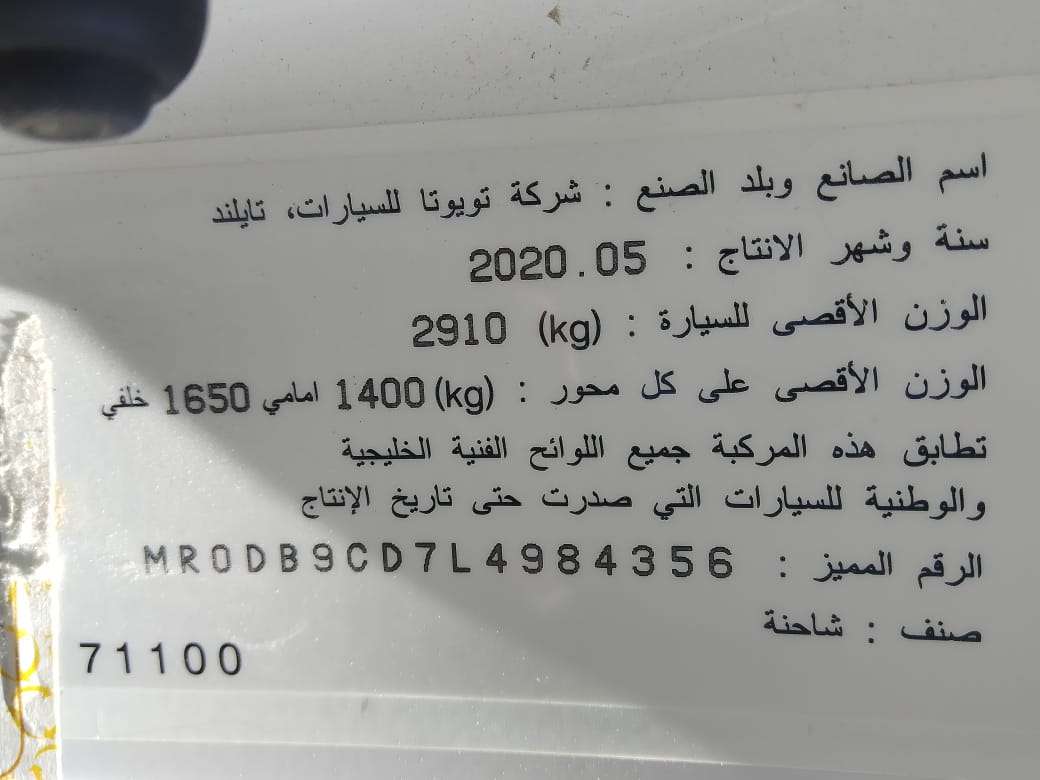 اسم الصانع وبلد الصنع : شركة تويوتا للسيارات، تايلند
سنة وشهر الانتاج : 2020.05
الوزن الأقصى للسيارة : (kg) 2910
الوزن الأقصى على كل محور : (kg) 1400 امامي 1650 خلفي
تطابق هذه المركبة جميع اللوائح الفنية الخليجية
والوطنية للسيارات التي صدرت حتى تاريخ الإنتاج
الرقم المميز : MR0DB9CD7L4984356
صنف : شاحنة
71100